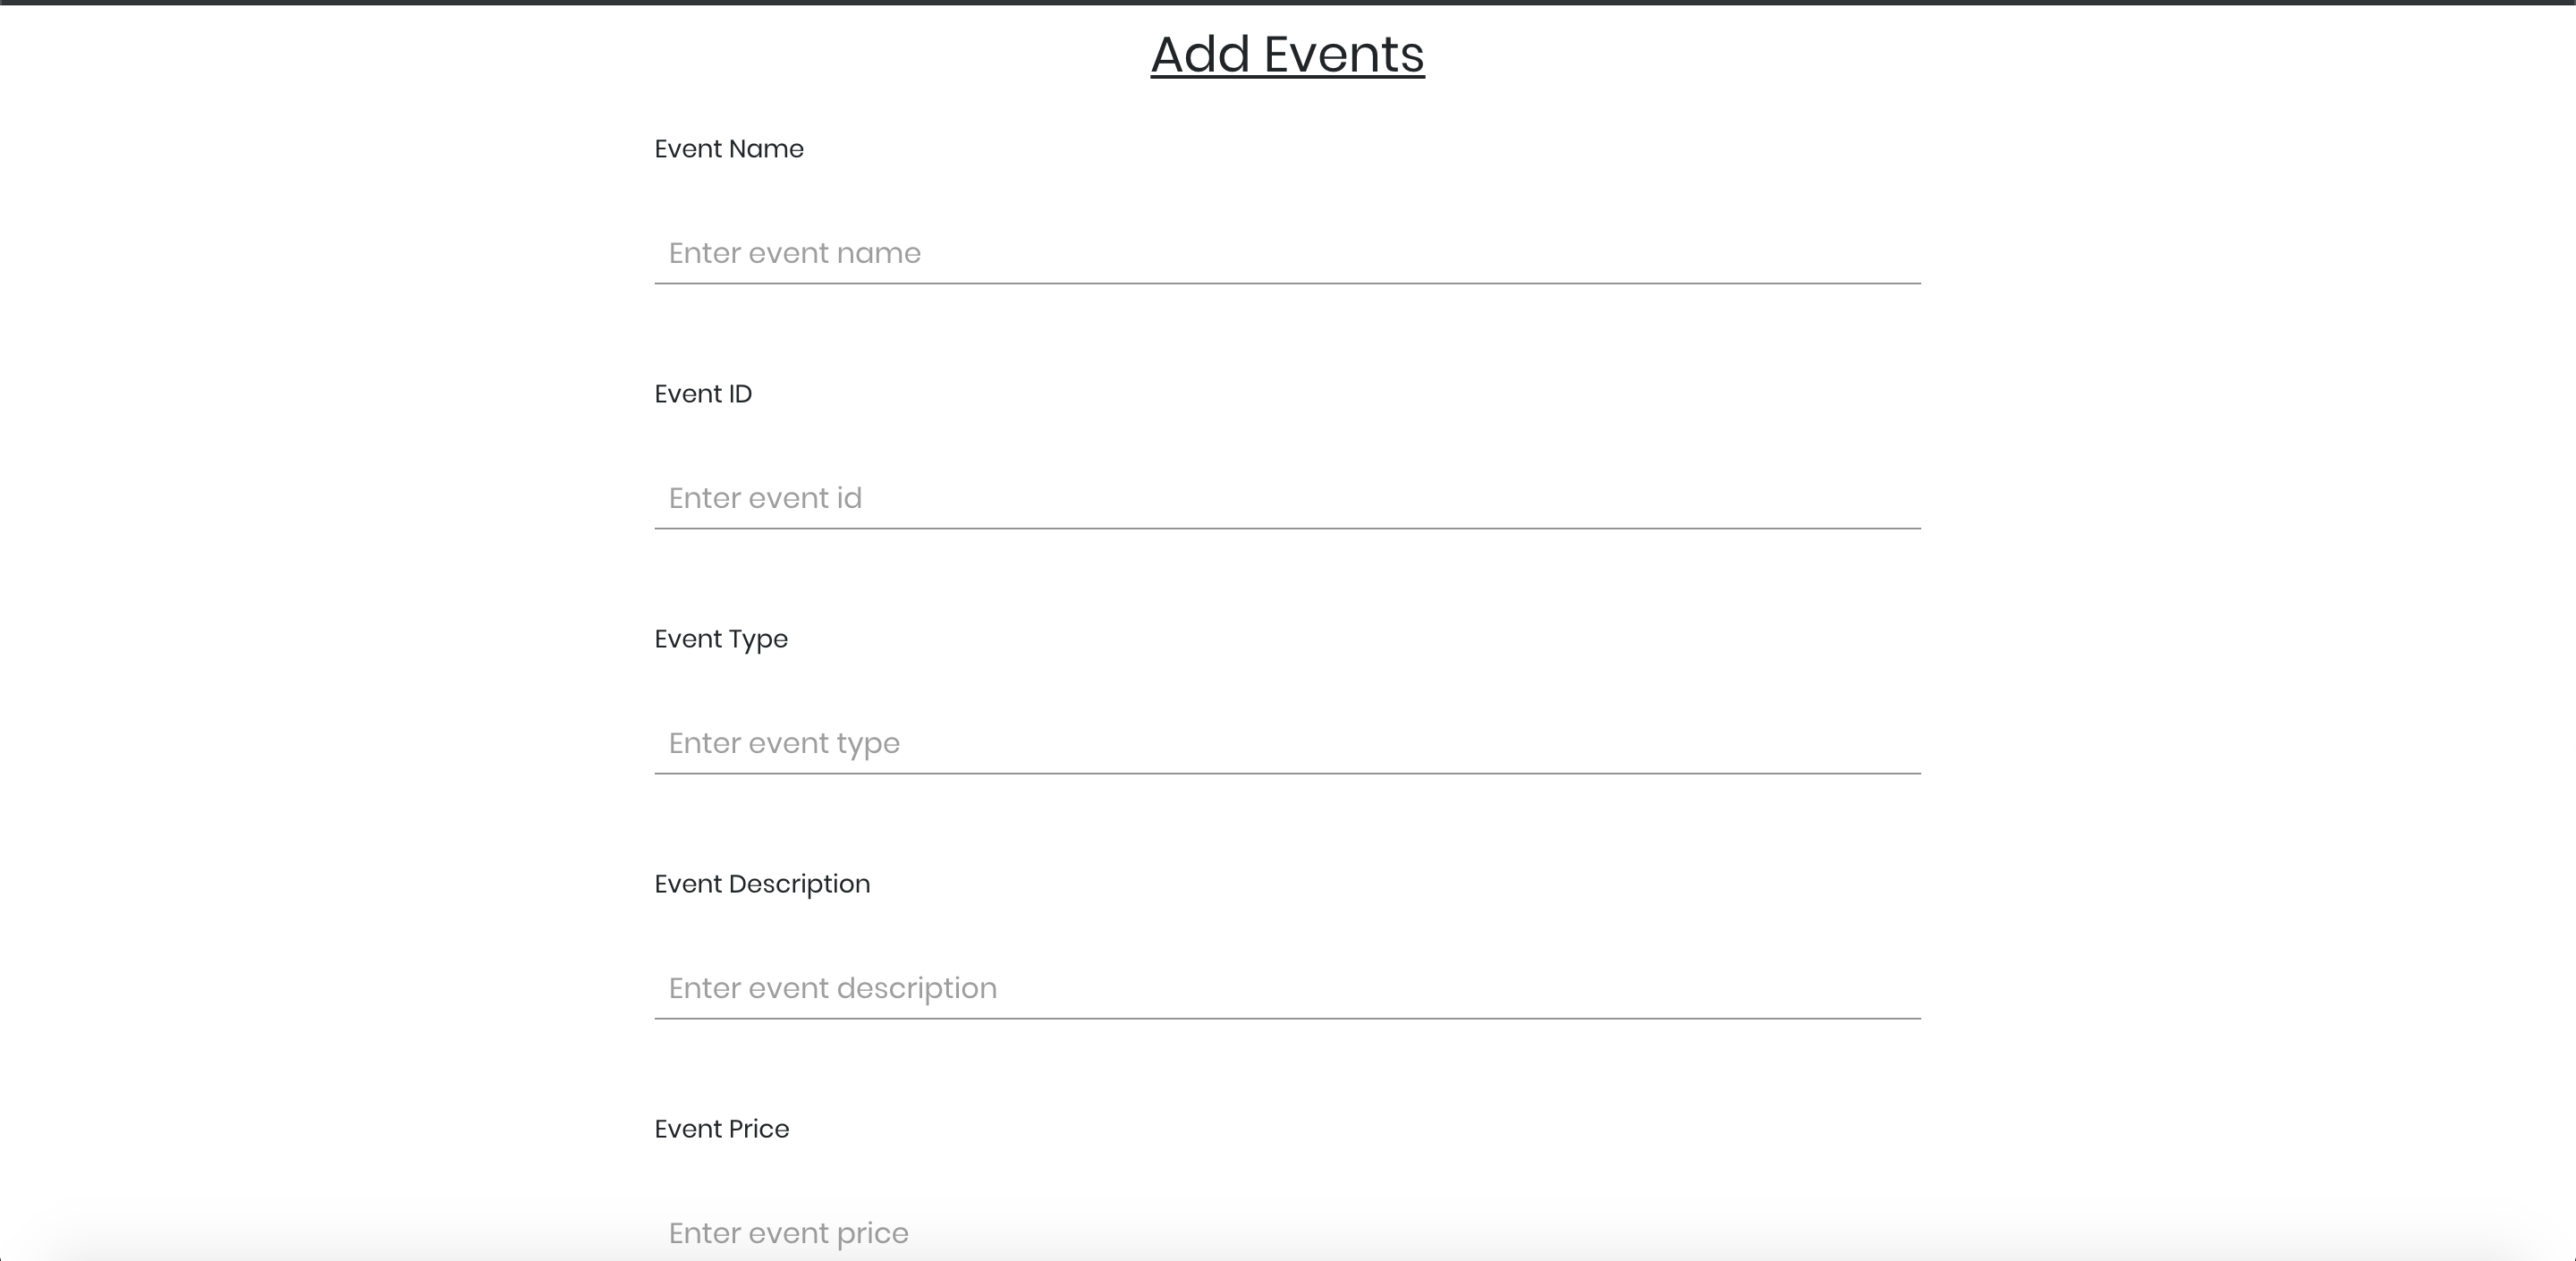 Add Events
Event Name
Enter event name
Event ID
Enter event id
Event Type
Enter event type
Event Description
Enter event description
Event Price
Enter event price